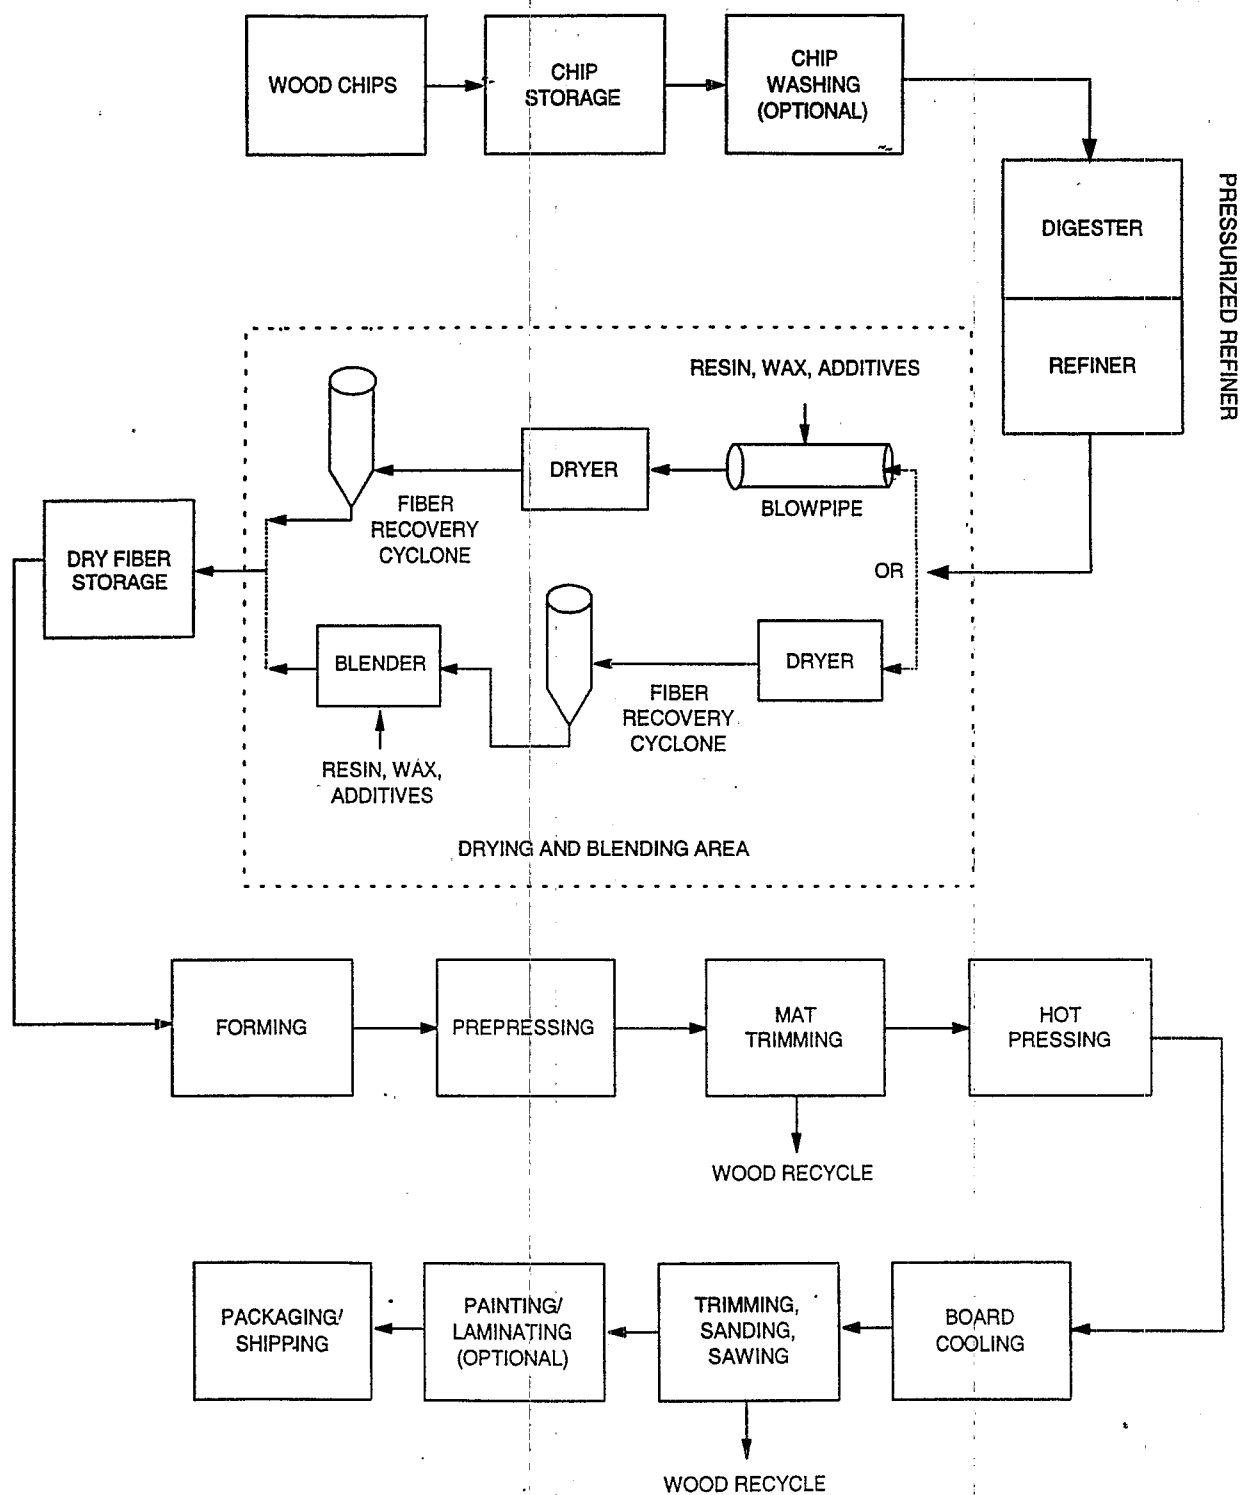 WOOD CHIPS
CHIP
STORAGE
CHIP
WASHING
(OPTIONAL)
DIGESTER
REFINER
PRESSURIZED REFINER
RESIN, WAX, ADDITIVES
BLOWPIPE
DRYER
FIBER
RECOVERY
CYCLONE
OR
DRYER
FIBER
RECOVERY
CYCLONE
BLENDER
RESIN, WAX,
ADDITIVES
DRYING AND BLENDING AREA
DRY FIBER
STORAGE
FORMING
PREPRESSING
MAT
TRIMMING
WOOD RECYCLE
HOT
PRESSING
BOARD
COOLING
TRIMMING,
SANDING,
SAWING
WOOD RECYCLE
PAINTING/
LAMINATING
(OPTIONAL)
PACKAGING/
SHIPPING